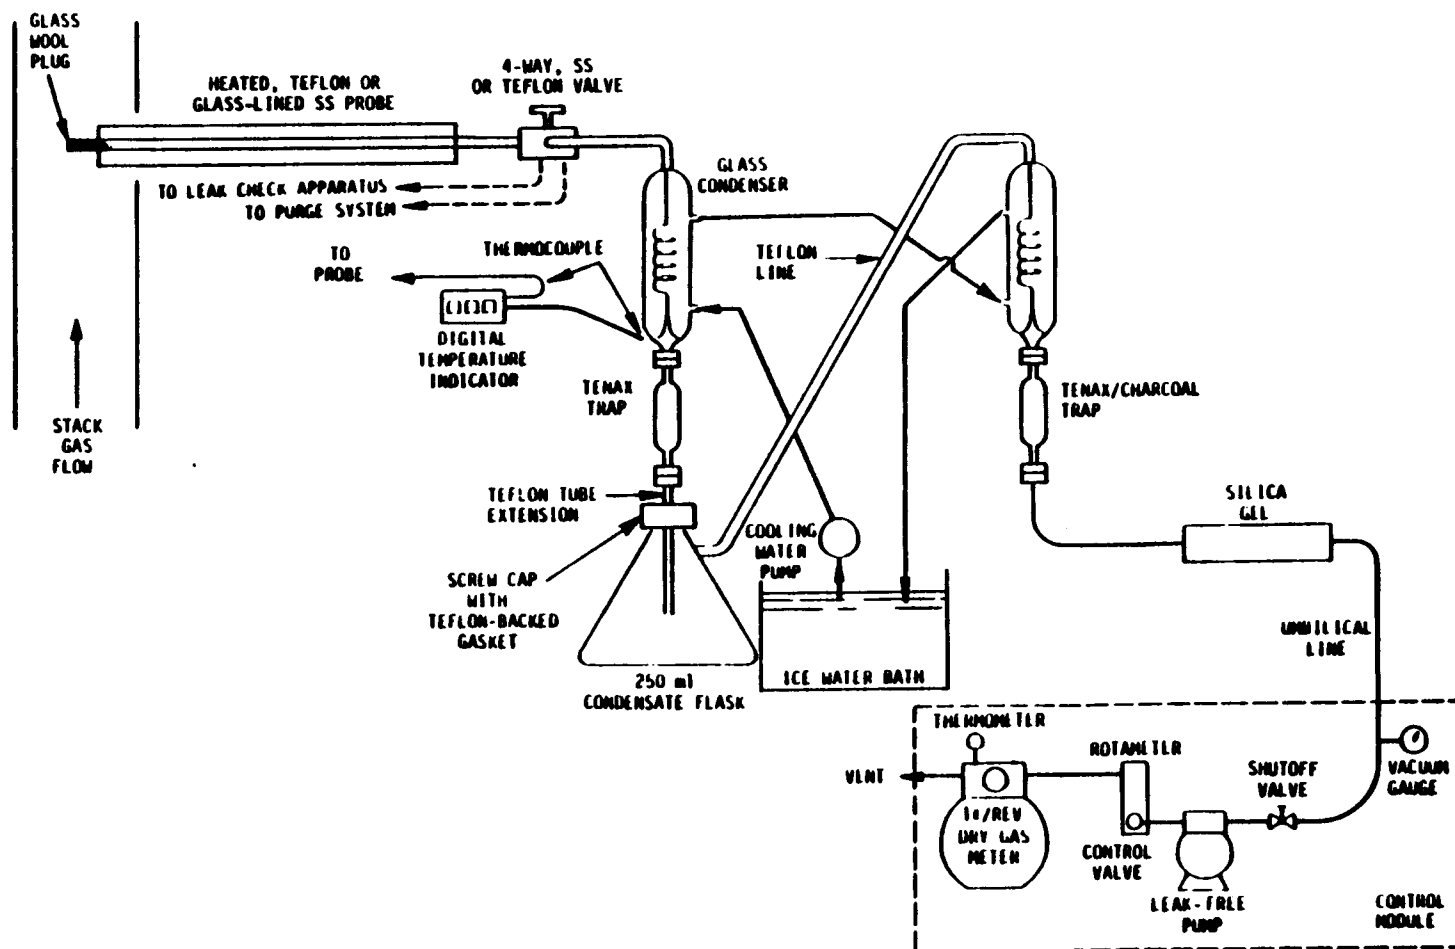 GLASS
WOOL
PLUG
HEATED, TEFLON OR
GLASS-LINED SS PROBE
4-WAY, SS
OR TEFLON VALVE
TO LEAK CHECK APPARATUS
TO PURGE SYSTEM
GLASS
CONDENSER
TO
PROBE
THERMOCOUPLE
TEFLON
LINE
DIGITAL
TEMPERATURE
INDICATOR
TENAX
TRAP
TENAX/CHARCOAL
TRAP
STACK
GAS
FLOW
TEFLON TUBE
EXTENSION
COOLING
WATER
PUMP
SILICA
GEL
SCREW CAP
WITH
TEFLON-BACKED
GASKET
UMBILICAL
LINE
250 ml
CONDENSATE FLASK
ICE WATER BATH
THERMOMETER
ROTAMETER
VENT
SHUTOFF
VALVE
VACUUM
GAUGE
1ℓ/REV
DRY GAS
METER
CONTROL
VALVE
LEAK-FREE
PUMP
CONTROL
MODULE